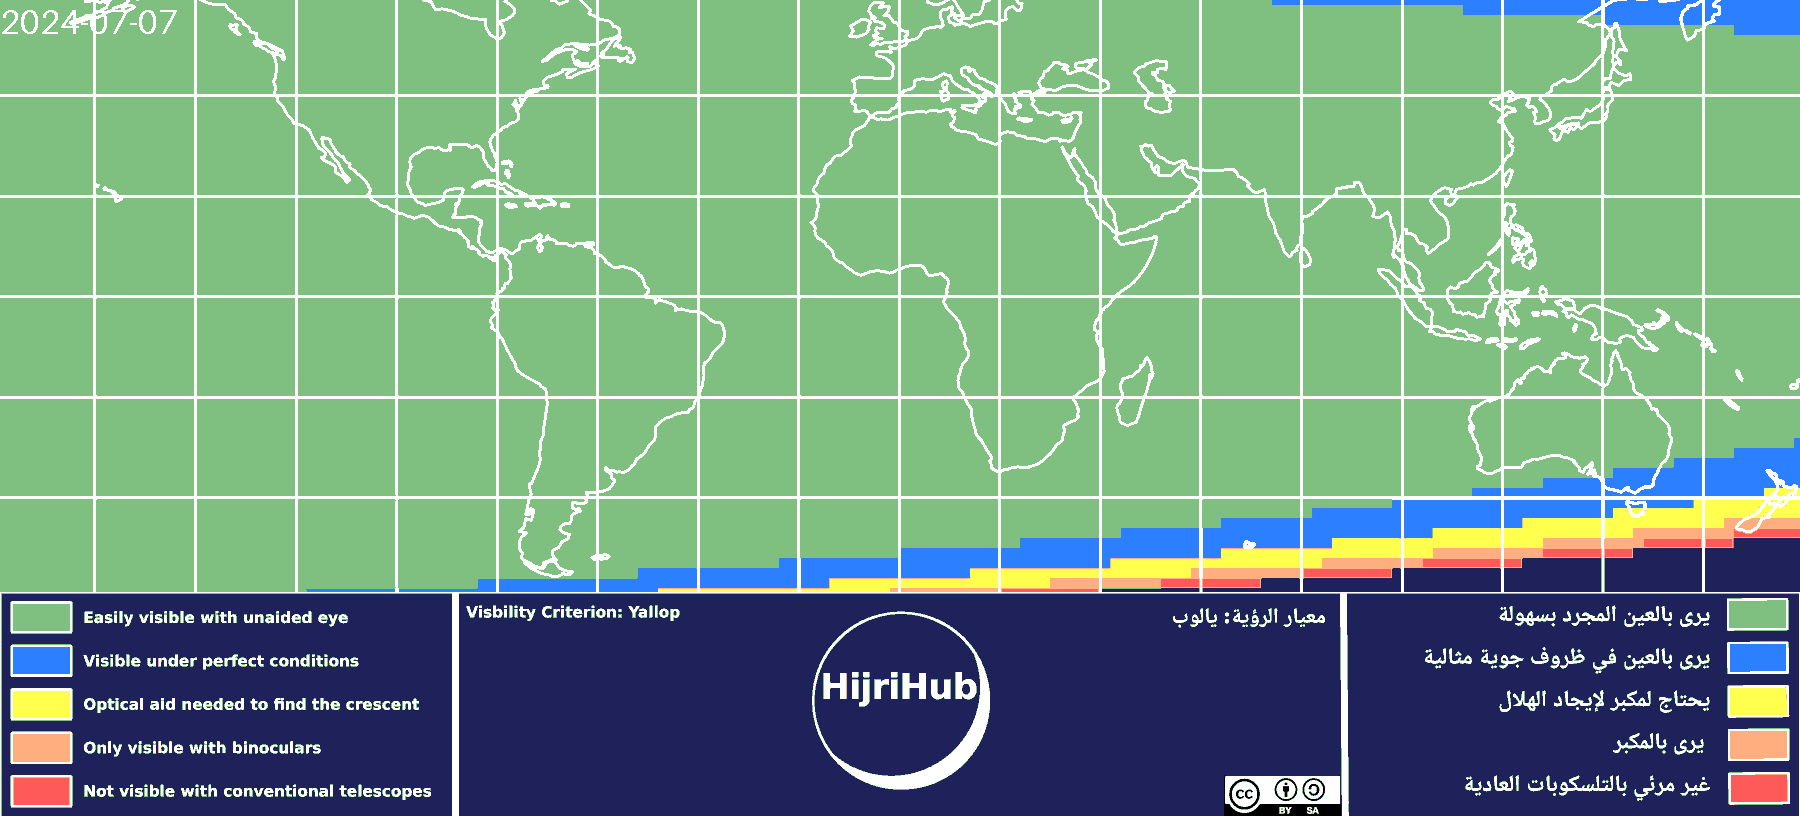 2024-07-07
Easily visible with unaided eye
Visible under perfect conditions
Optical aid needed to find the crescent
Only visible with binoculars
Not visible with conventional telescopes
Visbility Criterion: Yallop
معيار الرؤية: يالوب
HijriHub
cc
BY SA
يرى بالعين المجرد بسهولة
يرى بالعين في ظروف جوية مثالية
يحتاج لمكبر لإيجاد الهلال
يرى بالمكبر
غير مرئي بالتلسكوبات العادية